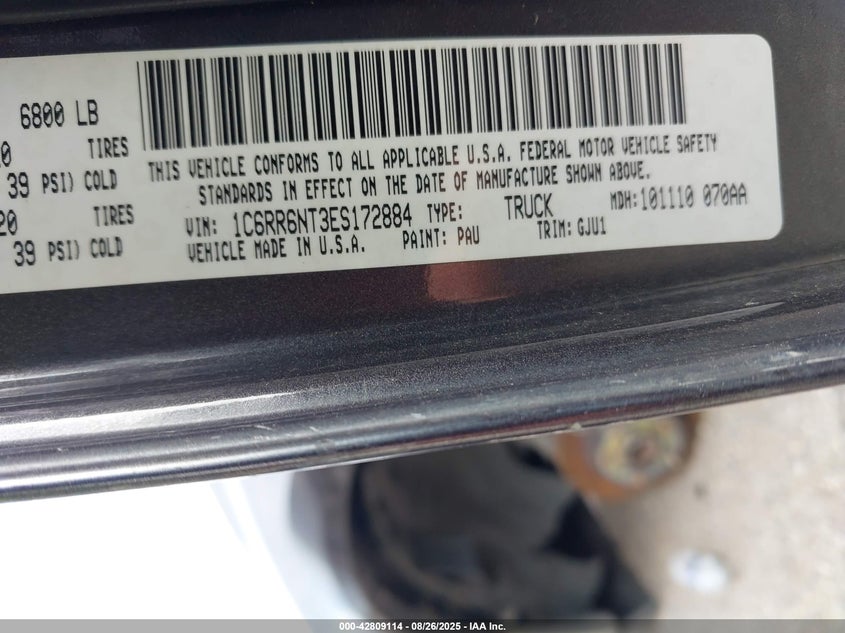 6800 LB
TIRES
39 PSI) COLD
20 TIRES
39 PSI) COLD
THIS VEHICLE CONFORMS TO ALL APPLICABLE U.S.A. FEDERAL MOTOR VEHICLE SAFETY
STANDARDS IN EFFECT ON THE DATE OF MANUFACTURE SHOWN ABOVE.
VIN: 1C6RR6NT3ES172884 TYPE: TRUCK MDH: 101110 070AA
VEHICLE MADE IN U.S.A. PAINT: PAU TRIM: GJU1
000-42809114 - 08/26/2025 - IAA Inc.